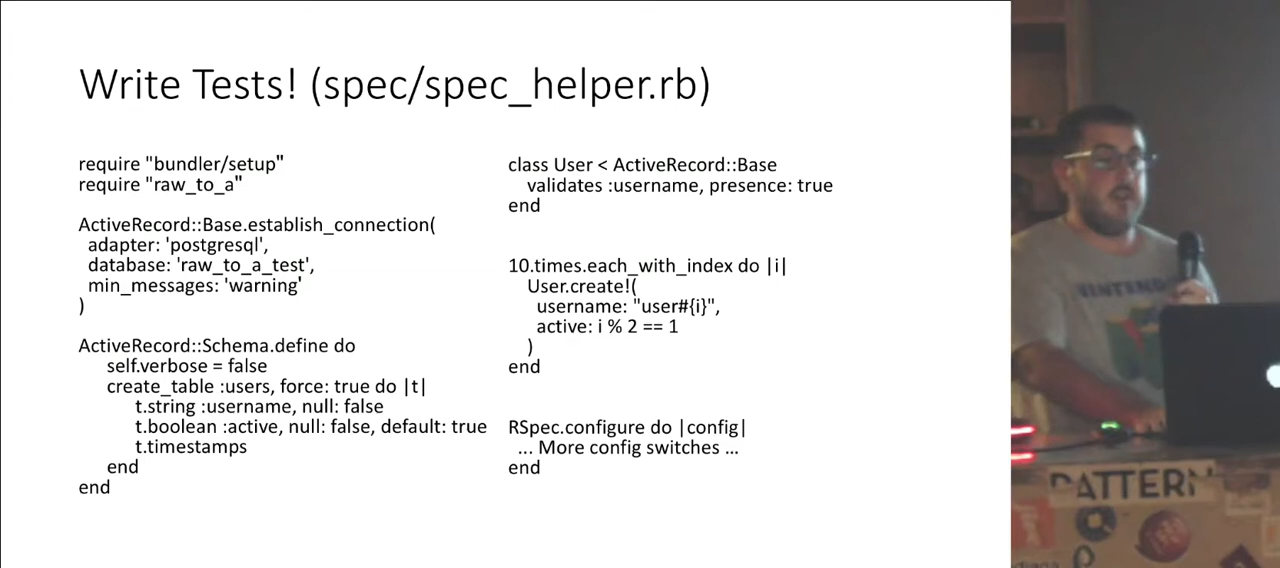 Write Tests! (spec/spec_helper.rb)
require "bundler/setup"
require "raw_to_a"
ActiveRecord::Base.establish_connection(
adapter: 'postgresql',
database: 'raw_to_a_test',
min_messages: 'warning'
)
ActiveRecord::Schema.define do
self.verbose = false
create_table :users, force: true do |t|
t.string :username, null: false
t.boolean :active, null: false, default: true
t.timestamps
end
end
class User < ActiveRecord::Base
validates :username, presence: true
end
10.times.each_with_index do |i|
User.create!(
username: "user#{i}",
active: i % 2 == 1
)
end
RSpec.configure do |config|
... More config switches ...
end
NINTENDO
PATTERN